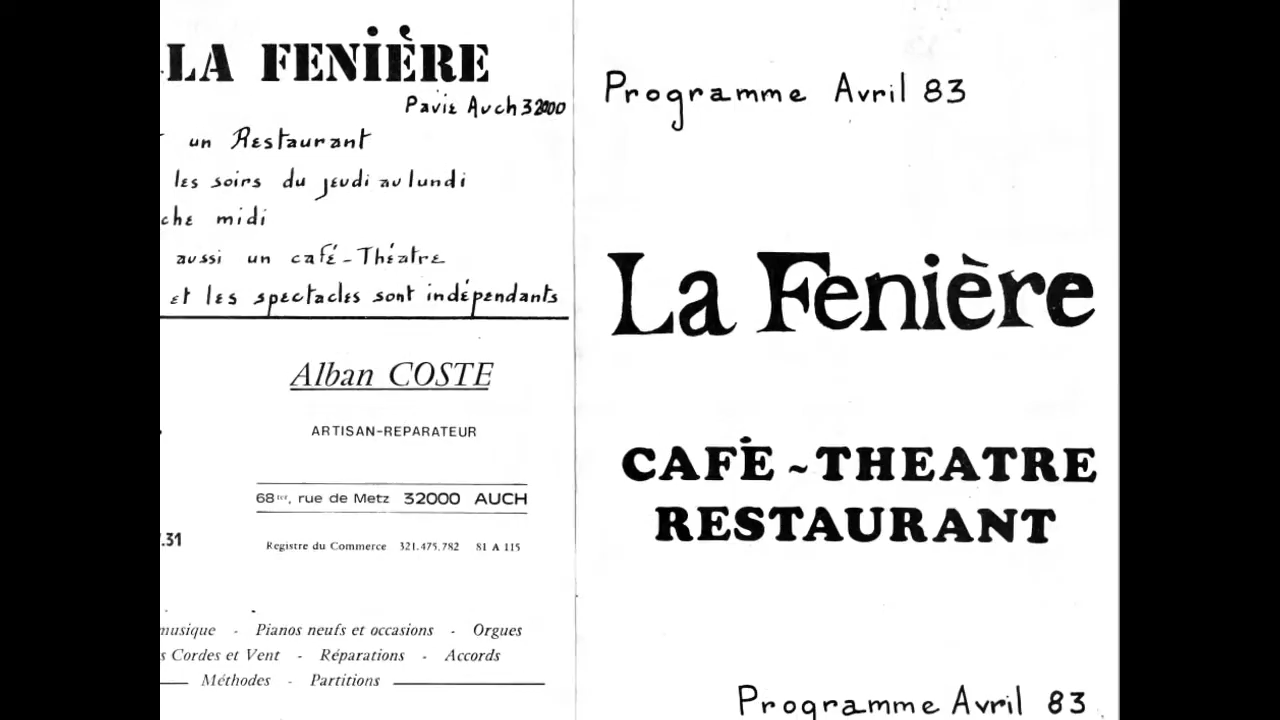 LA FENIÈRE
Pavie Auch 32000
un Restaurant
les soirs du jeudi au lundi
che midi
aussi un café-Théatre
et les spectacles sont indépendants
Alban COSTE
ARTISAN-REPARATEUR
68ter, rue de Metz 32000 AUCH
.31
Registre du Commerce 321.475.782 81 A 115
musique - Pianos neufs et occasions - Orgues
s Cordes et Vent - Réparations - Accords
Méthodes - Partitions
Programme Avril 83
La Fenière
CAFÉ ~ THEATRE
RESTAURANT
Programme Avril 83